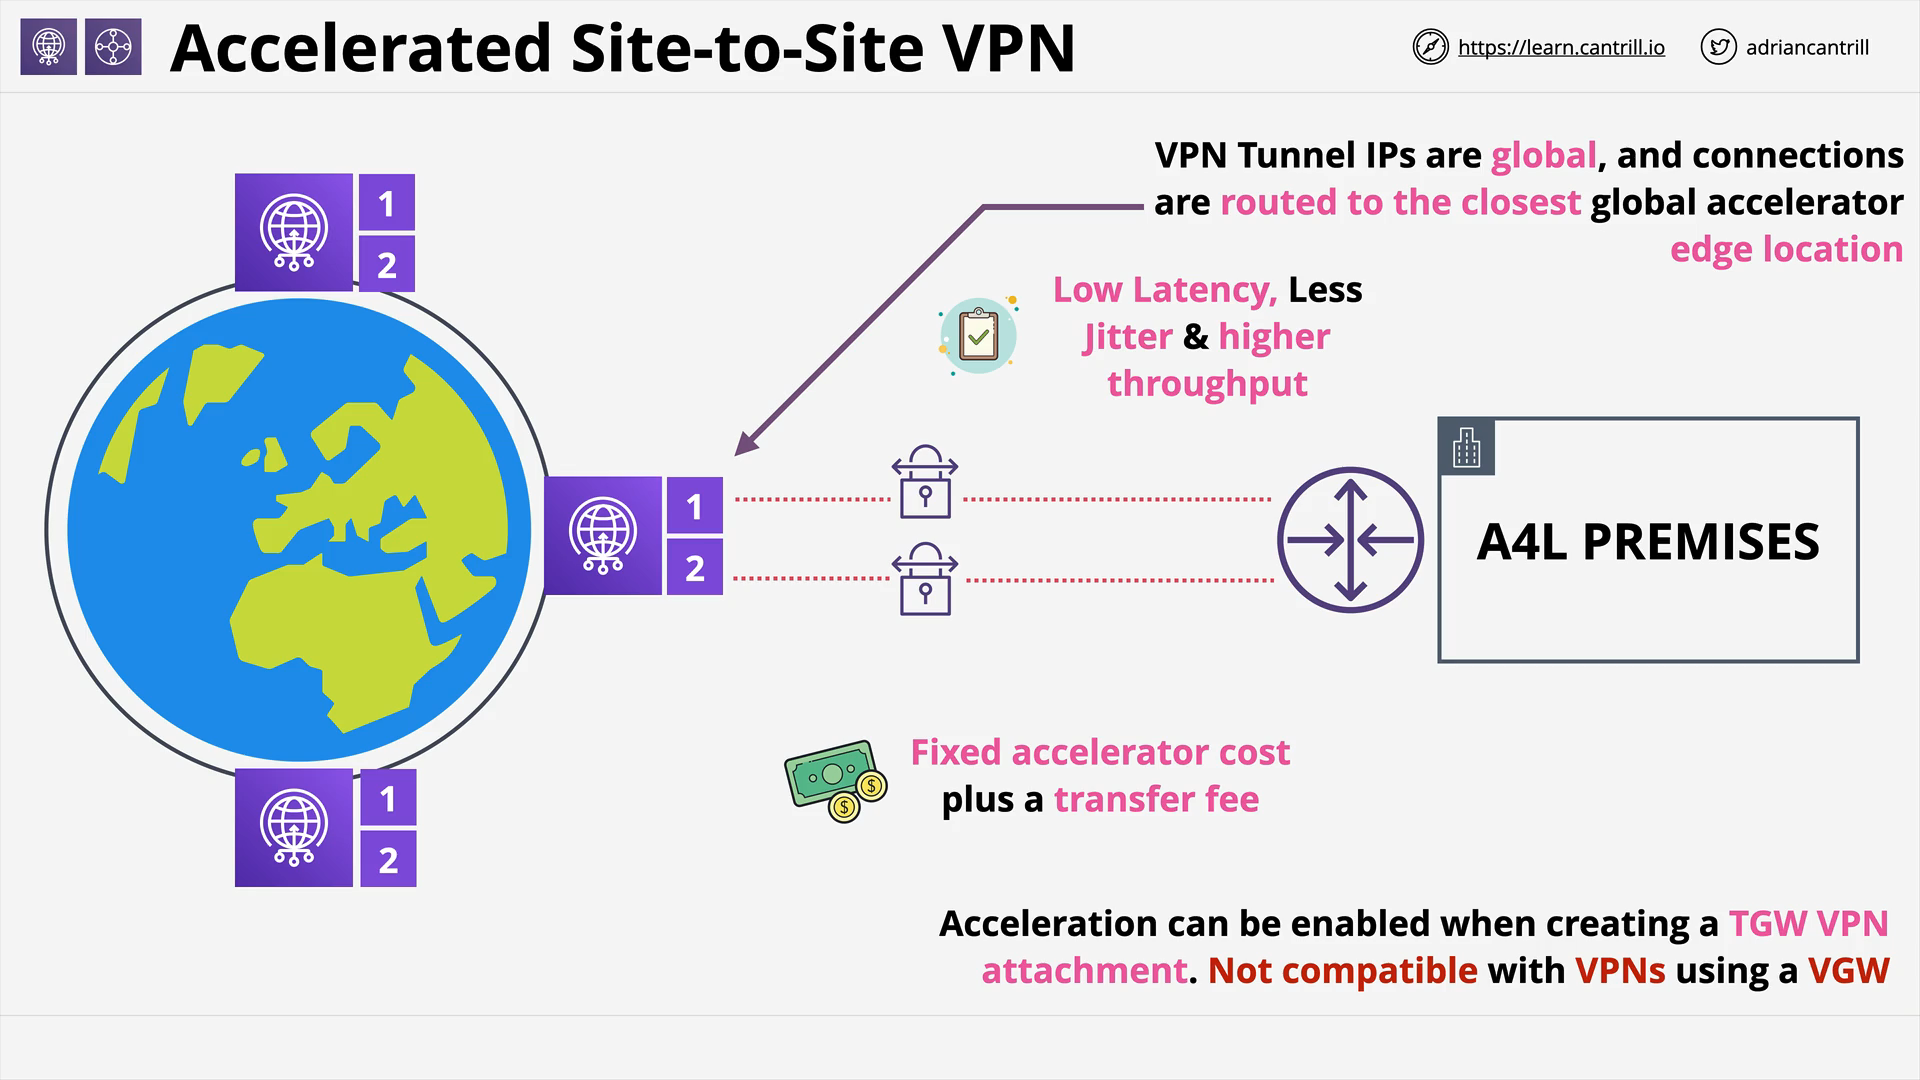 Accelerated Site-to-Site VPN
https://learn.cantrill.io
adriancantrill
VPN Tunnel IPs are global, and connections
are routed to the closest global accelerator
edge location
1
2
Low Latency, Less
Jitter & higher
throughput
1
2
A4L PREMISES
Fixed accelerator cost
plus a transfer fee
1
2
Acceleration can be enabled when creating a TGW VPN
attachment. Not compatible with VPNs using a VGW